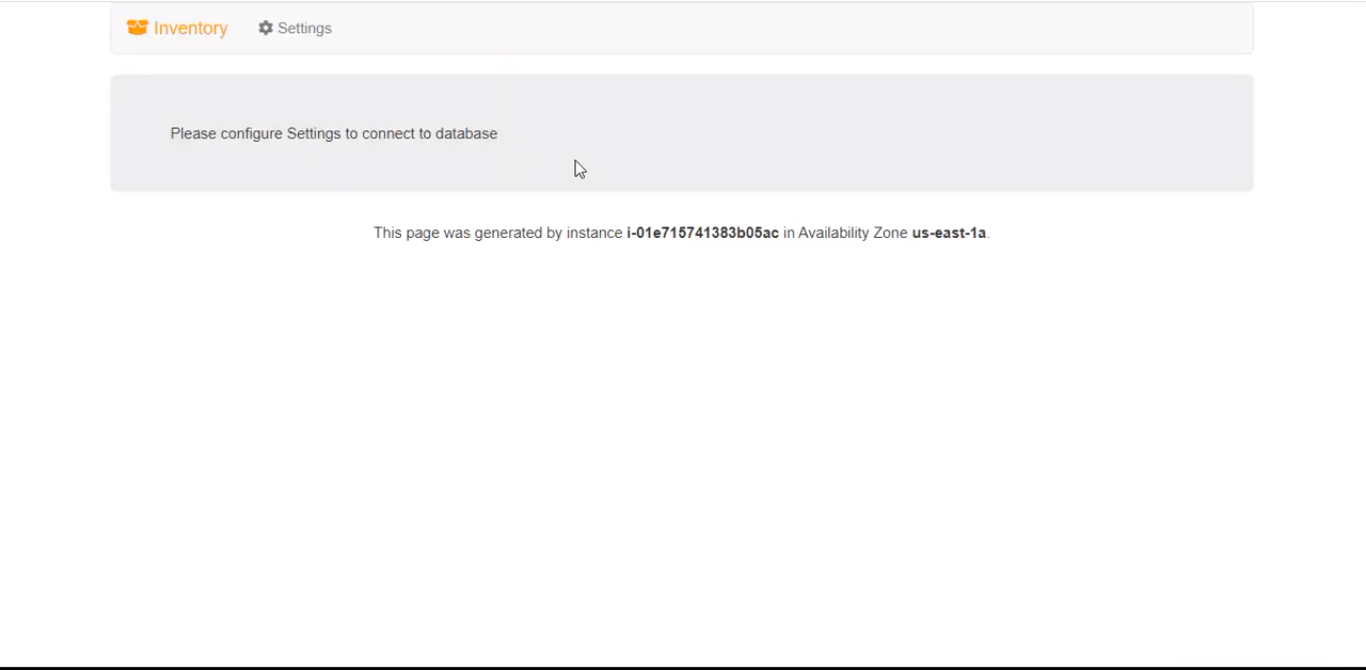 Inventory Settings
Please configure Settings to connect to database
This page was generated by instance i-01e715741383b05ac in Availability Zone us-east-1a.